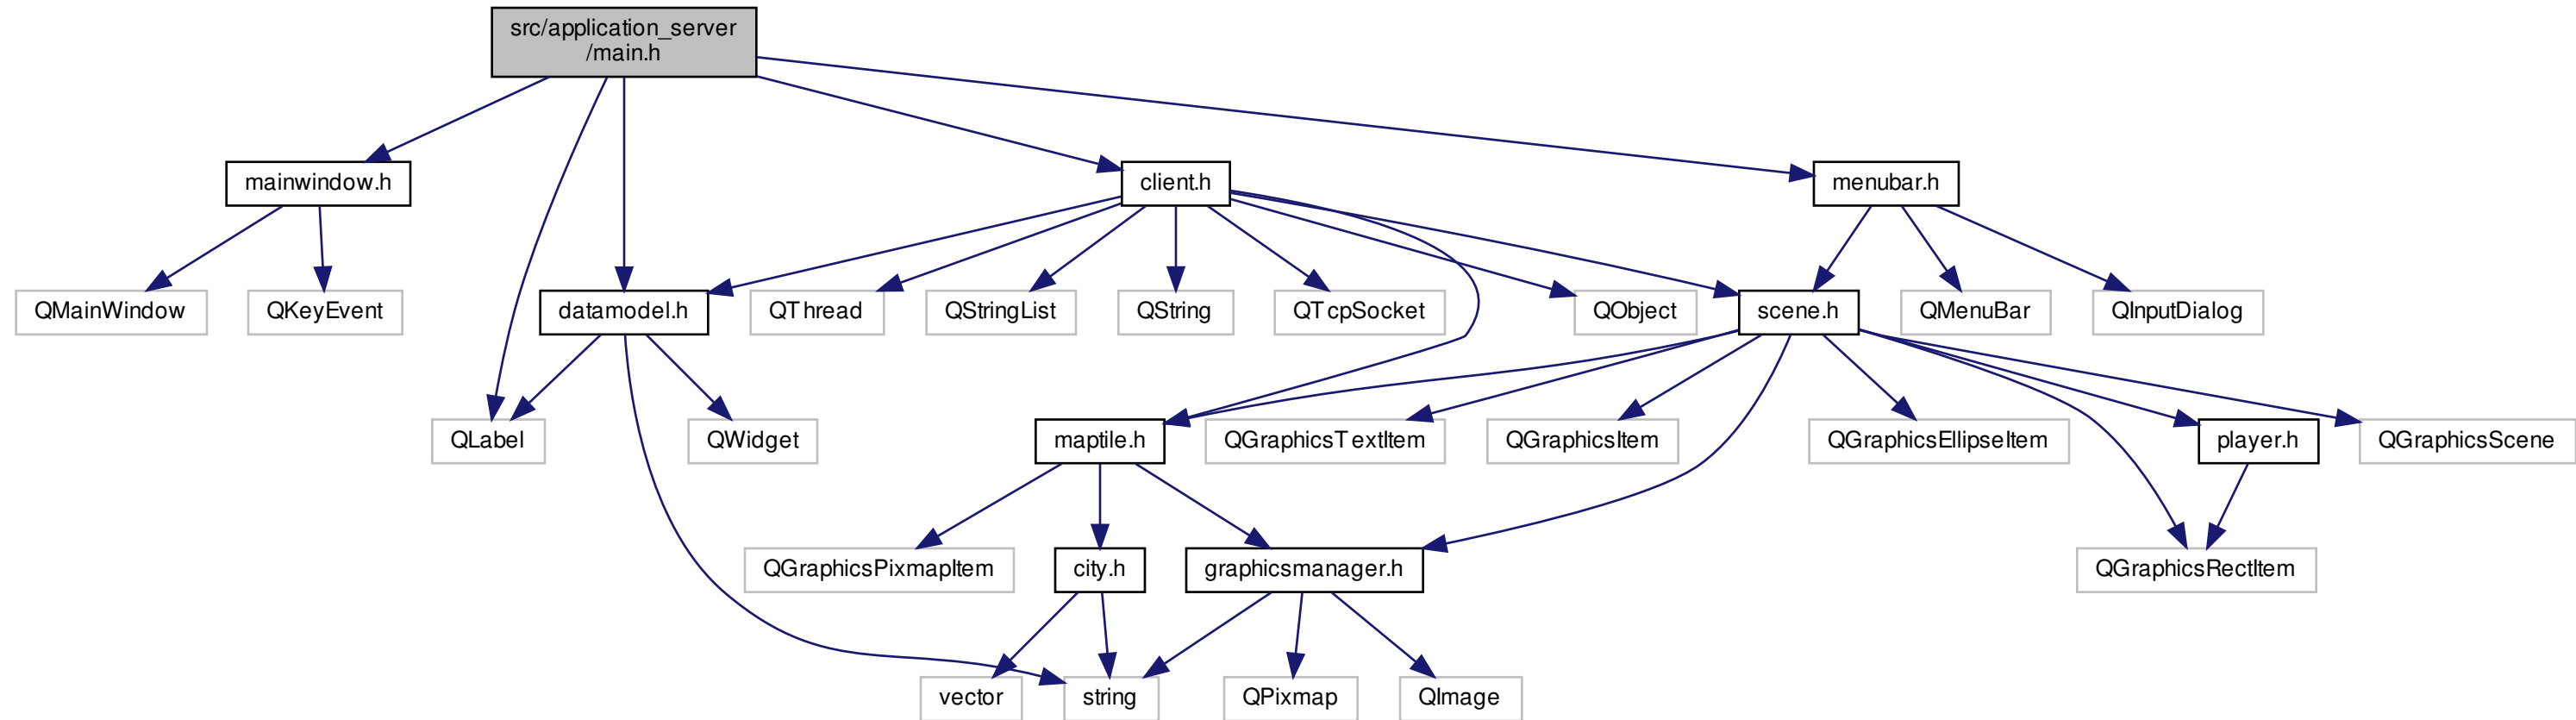 src/application_server
/main.h
mainwindow.h
client.h
menubar.h
QMainWindow
QKeyEvent
datamodel.h
QThread
QStringList
QString
QTcpSocket
QObject
scene.h
QMenuBar
QInputDialog
QLabel
QWidget
maptile.h
QGraphicsTextItem
QGraphicsItem
QGraphicsEllipseItem
player.h
QGraphicsScene
QGraphicsPixmapItem
city.h
graphicsmanager.h
QGraphicsRectItem
vector
string
QPixmap
QImage